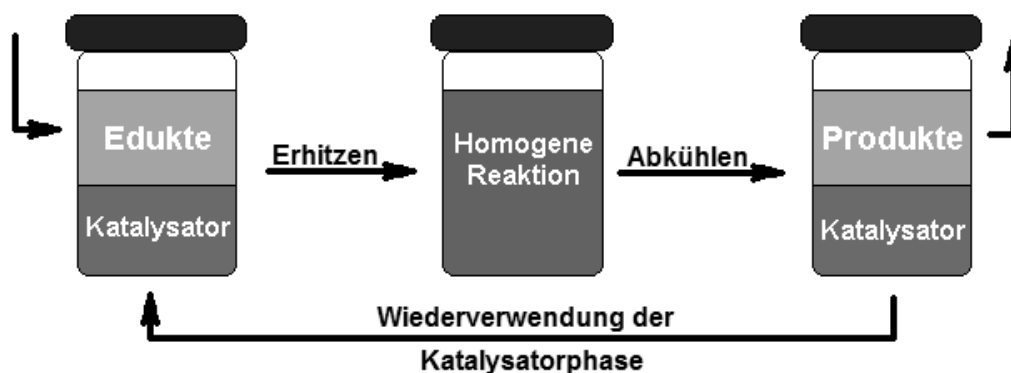 Edukte
Katalysator
Erhitzen
Homogene
Reaktion
Abkühlen
Produkte
Katalysator
Wiederverwendung der
Katalysatorphase